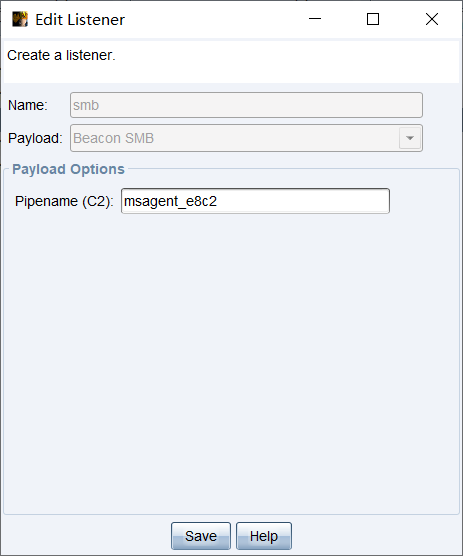 Edit Listener
Create a listener.
Name: smb
Payload: Beacon SMB
Payload Options
Pipename (C2): msagent_e8c2
Save Help